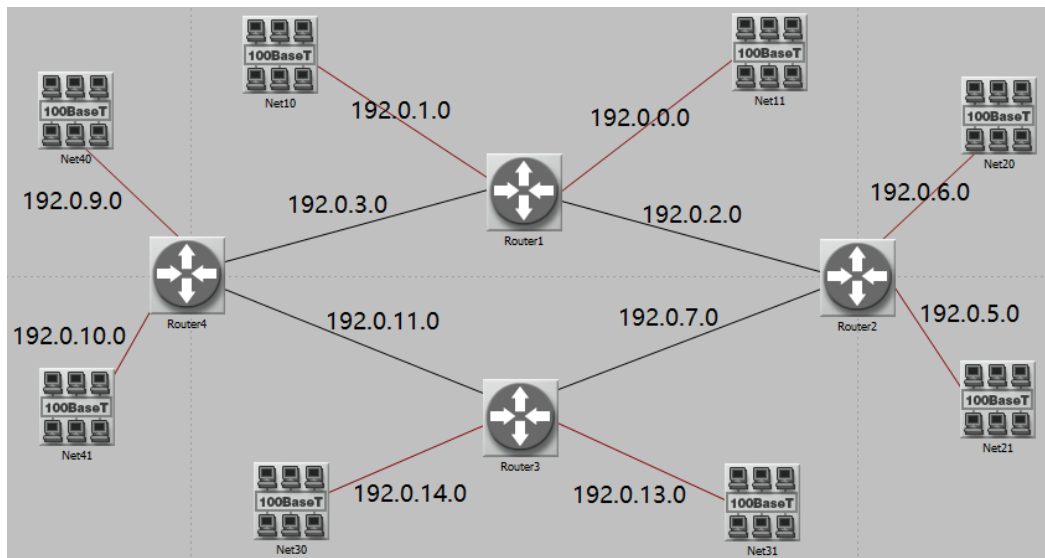 100BaseT
Net10
100BaseT
Net11
100BaseT
Net40
100BaseT
Net20
192.0.1.0
192.0.0.0
192.0.9.0
192.0.3.0
Router1
192.0.2.0
192.0.6.0
Router4
Router2
192.0.10.0
192.0.11.0
192.0.7.0
192.0.5.0
100BaseT
Net41
Router3
100BaseT
Net21
192.0.14.0
192.0.13.0
100BaseT
Net30
100BaseT
Net31